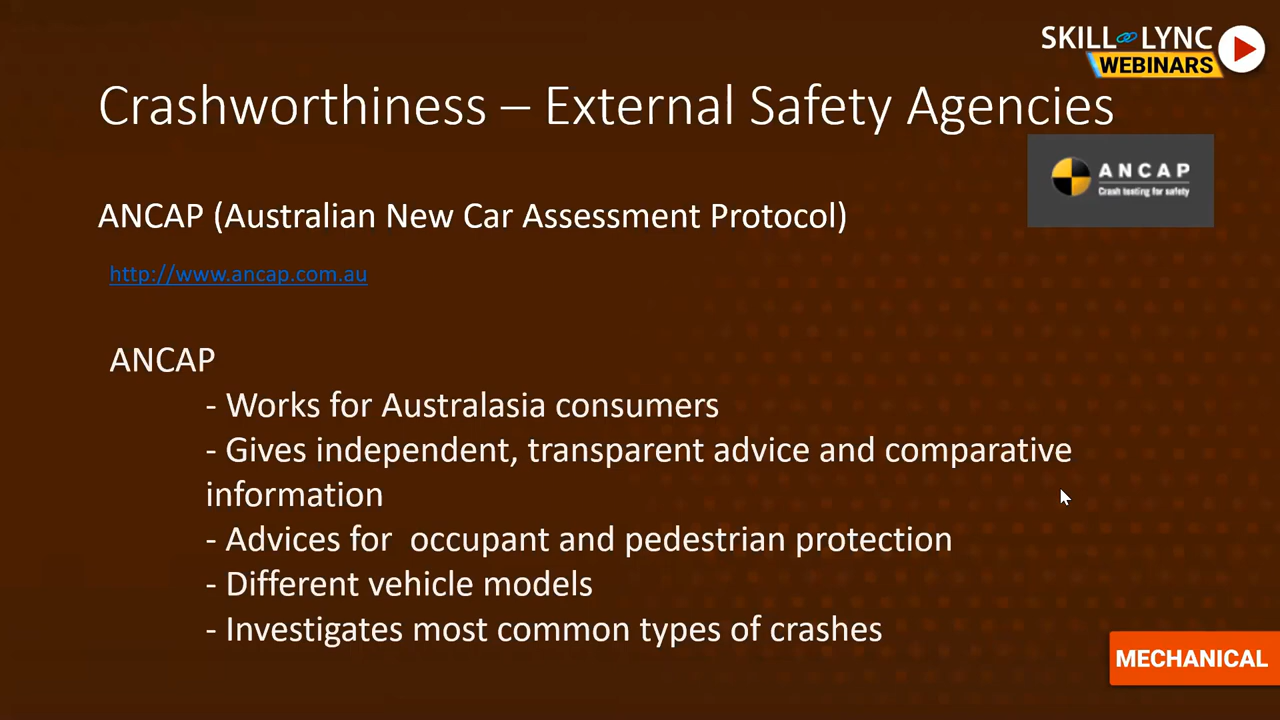 SKILL LYNC
WEBINARS
Crashworthiness – External Safety Agencies
ANCAP
Crash testing for safety
ANCAP (Australian New Car Assessment Protocol)
http://www.ancap.com.au
ANCAP
- Works for Australasia consumers
- Gives independent, transparent advice and comparative
information
- Advices for  occupant and pedestrian protection
- Different vehicle models
- Investigates most common types of crashes
MECHANICAL